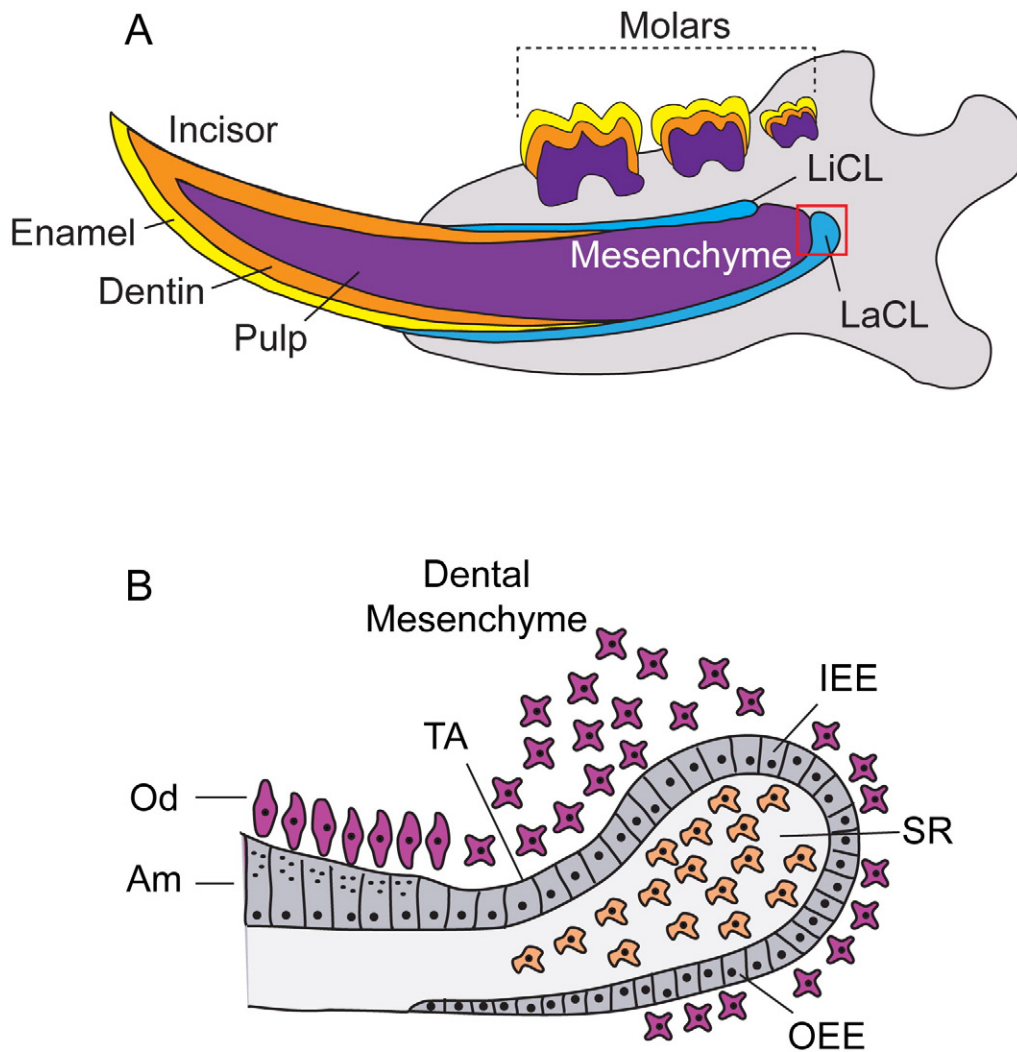 A
Molars
Incisor
LiCL
Enamel
Mesenchyme
Dentin
LaCL
Pulp
B
Dental
Mesenchyme
IEE
TA
Od
SR
Am
OEE